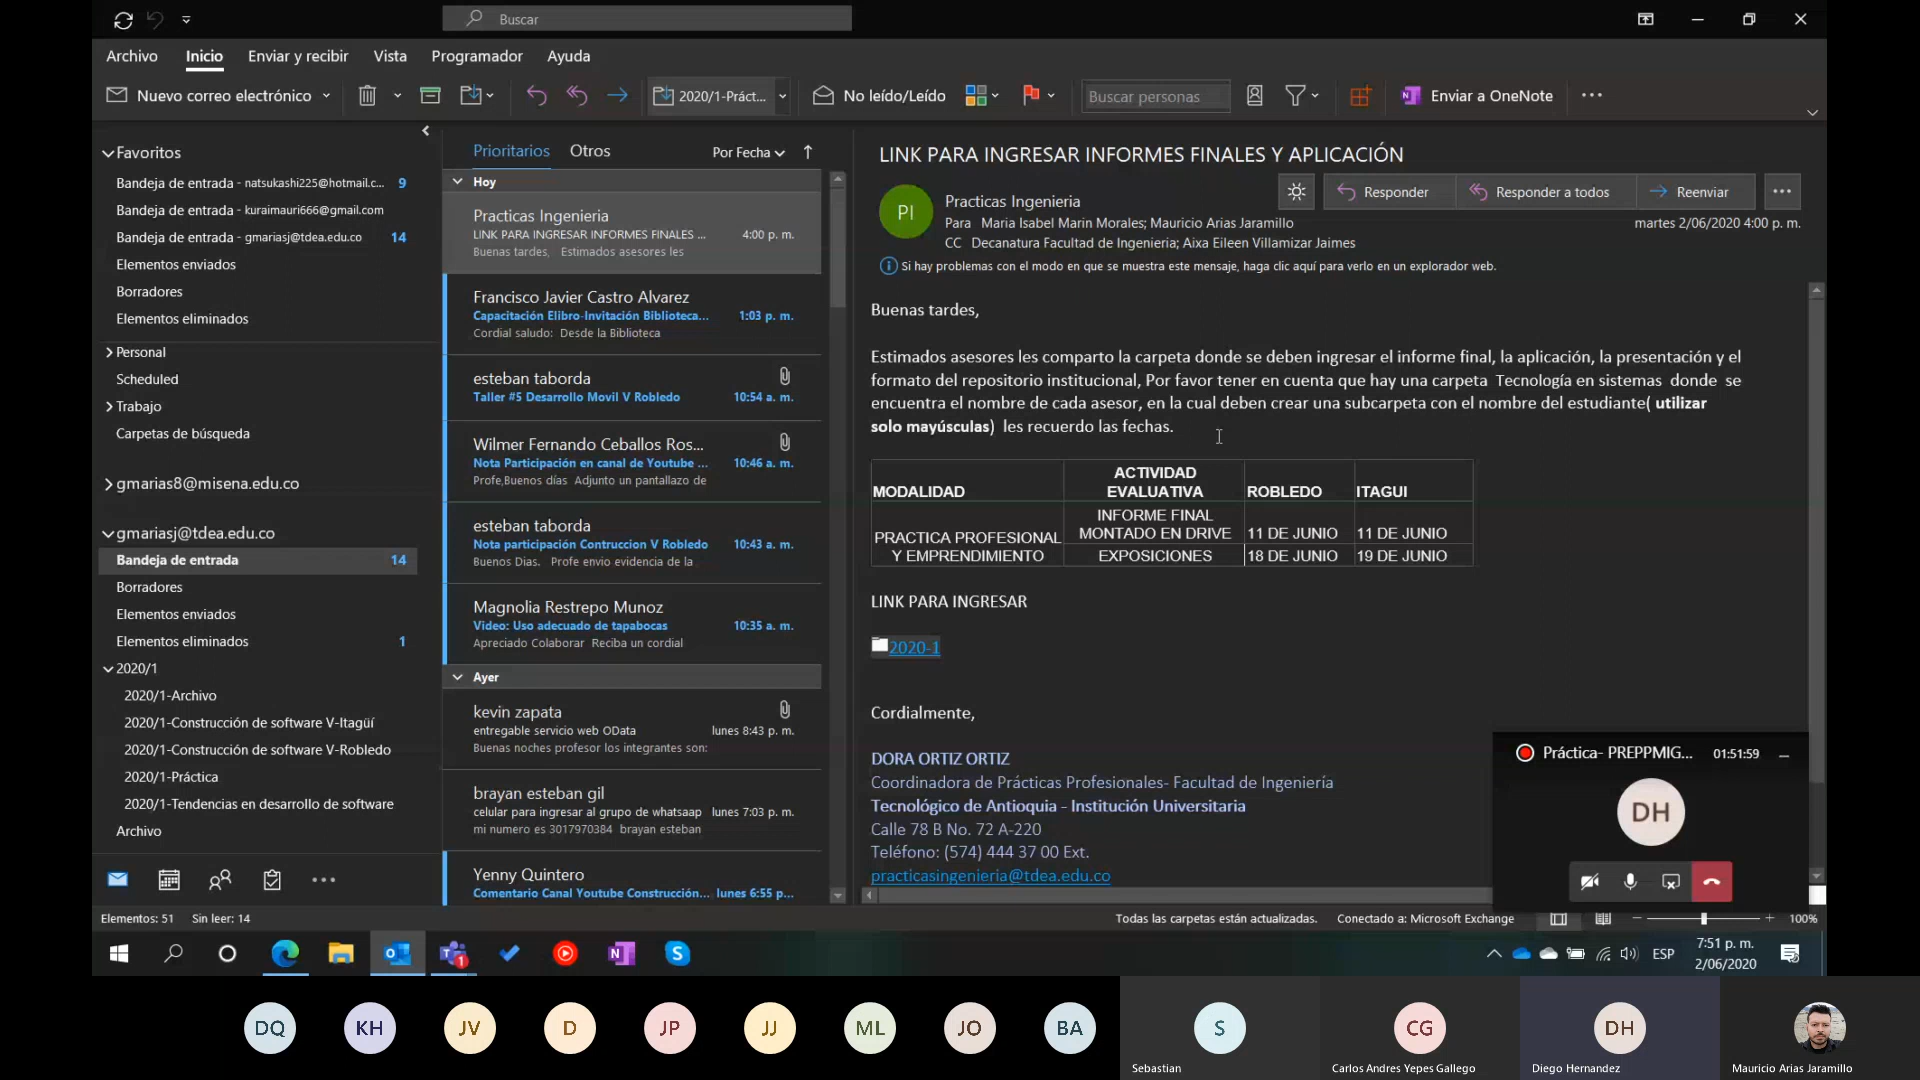 Buscar
Archivo Inicio Enviar y recibir Vista Programador Ayuda
Nuevo correo electrónico 2020/1-Práct... No leído/Leído Buscar personas Enviar a OneNote
Favoritos
Bandeja de entrada - natsukashi225@hotmail.c... 9
Bandeja de entrada - kuraimauri666@gmail.com
Bandeja de entrada - gmariasj@tdea.edu.co 14
Elementos enviados
Borradores
Elementos eliminados
Personal
Scheduled
Trabajo
Carpetas de búsqueda
gmarias8@misena.edu.co
gmariasj@tdea.edu.co
Bandeja de entrada 14
Borradores
Elementos enviados
Elementos eliminados 1
2020/1
2020/1-Archivo
2020/1-Construcción de software V-Itagüí
2020/1-Construcción de software V-Robledo
2020/1-Práctica
2020/1-Tendencias en desarrollo de software
Archivo
Prioritarios Otros Por Fecha
Hoy
Practicas Ingenieria
LINK PARA INGRESAR INFORMES FINALES ... 4:00 p. m.
Buenas tardes, Estimados asesores les
Francisco Javier Castro Alvarez
Capacitación Elibro-Invitación Biblioteca... 1:03 p. m.
Cordial saludo: Desde la Biblioteca
esteban taborda
Taller #5 Desarrollo Movil V Robledo 10:54 a. m.
Wilmer Fernando Ceballos Ros...
Nota Participación en canal de Youtube ... 10:46 a. m.
Profe,Buenos días Adjunto un pantallazo de
esteban taborda
Nota participación Contruccion V Robledo 10:43 a. m.
Buenos Dias. Profe envio evidencia de la
Magnolia Restrepo Munoz
Video: Uso adecuado de tapabocas 10:35 a. m.
Apreciado Colaborar Reciba un cordial
Ayer
kevin zapata
entregable servicio web OData lunes 8:43 p. m.
Buenas noches profesor los integrantes son:
brayan esteban gil
celular para ingresar al grupo de whatsaap lunes 7:03 p. m.
mi numero es 3017970384 brayan esteban
Yenny Quintero
Comentario Canal Youtube Construcción... lunes 6:55 p...
LINK PARA INGRESAR INFORMES FINALES Y APLICACIÓN
PI
Practicas Ingenieria
Para Maria Isabel Marin Morales; Mauricio Arias Jaramillo
CC Decanatura Facultad de Ingenieria; Aixa Eileen Villamizar Jaimes
Responder Responder a todos Reenviar
martes 2/06/2020 4:00 p. m.
Si hay problemas con el modo en que se muestra este mensaje, haga clic aquí para verlo en un explorador web.
Buenas tardes,
Estimados asesores les comparto la carpeta donde se deben ingresar el informe final, la aplicación, la presentación y el
formato del repositorio institucional, Por favor tener en cuenta que hay una carpeta Tecnología en sistemas donde se
encuentra el nombre de cada asesor, en la cual deben crear una subcarpeta con el nombre del estudiante( utilizar
solo mayúsculas) les recuerdo las fechas.
MODALIDAD ACTIVIDAD EVALUATIVA ROBLEDO ITAGUI
PRACTICA PROFESIONAL Y EMPRENDIMIENTO
INFORME FINAL MONTADO EN DRIVE 11 DE JUNIO 11 DE JUNIO
EXPOSICIONES 18 DE JUNIO 19 DE JUNIO
LINK PARA INGRESAR
2020-1
Cordialmente,
DORA ORTIZ ORTIZ
Coordinadora de Prácticas Profesionales- Facultad de Ingeniería
Tecnológico de Antioquia - Institución Universitaria
Calle 78 B No. 72 A-220
Teléfono: (574) 444 37 00 Ext.
practicasingenieria@tdea.edu.co
Práctica- PREPPMIG... 01:51:59
DH
Elementos: 51 Sin leer: 14
Todas las carpetas están actualizadas. Conectado a: Microsoft Exchange 100%
ESP
7:51 p. m.
2/06/2020
DQ KH JV D JP JJ ML JO BA S CG DH
Sebastian Carlos Andres Yepes Gallego Diego Hernandez Mauricio Arias Jaramillo